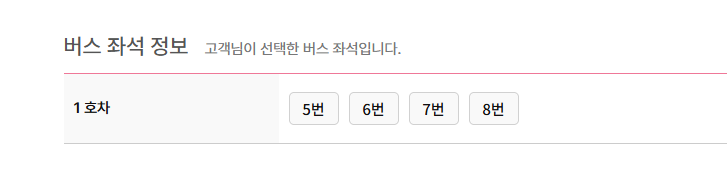 버스 좌석 정보 고객님이 선택한 버스 좌석입니다.
1 호차 5번 6번 7번 8번